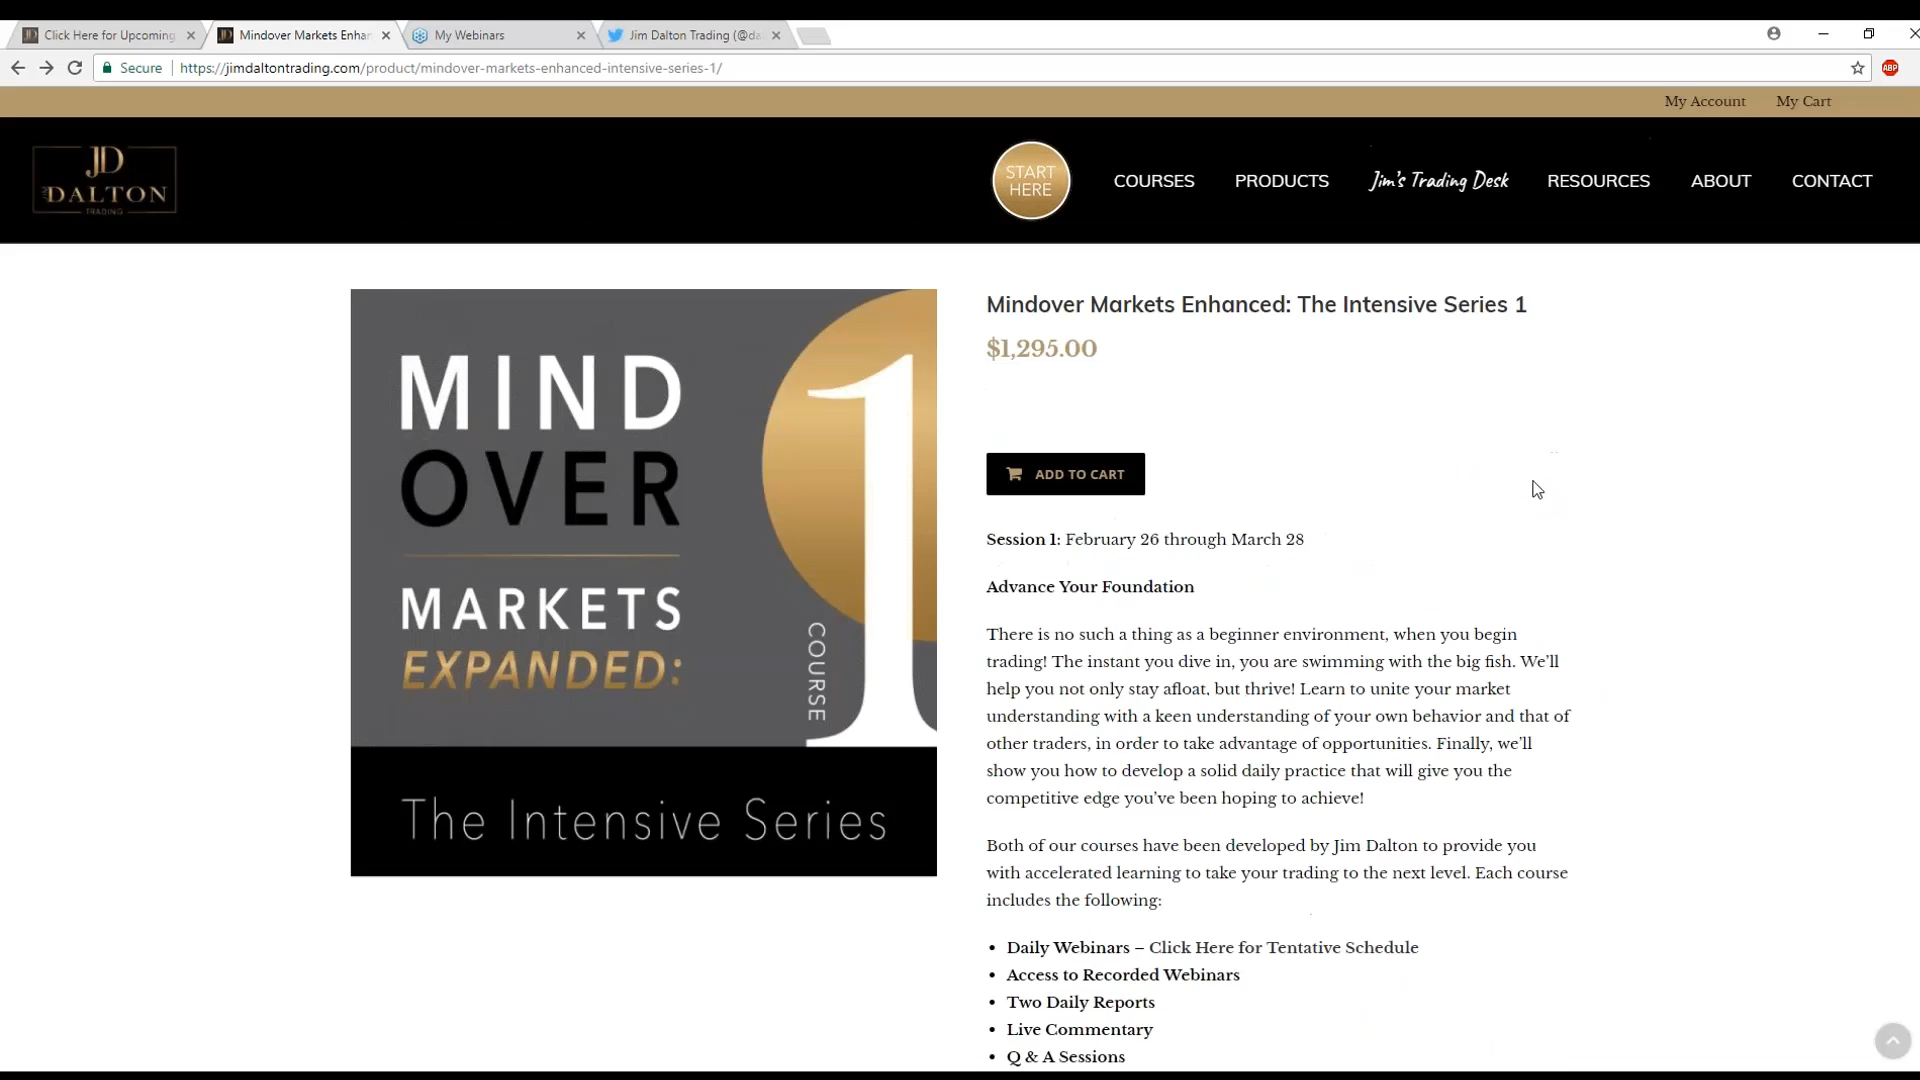 Click Here for Upcoming
Mindover Markets Enhan
My Webinars
Jim Dalton Trading (@da
Secure
https://jimdaltontrading.com/product/mindover-markets-enhanced-intensive-series-1/
ABP
My Account
My Cart
JD
JIM
DALTON
TRADING
START
HERE
COURSES
PRODUCTS
Jim's Trading Desk
RESOURCES
ABOUT
CONTACT
MIND
OVER
MARKETS
EXPANDED:
COURSE
1
The Intensive Series
Mindover Markets Enhanced: The Intensive Series 1
$1,295.00
ADD TO CART
Session 1: February 26 through March 28
Advance Your Foundation
There is no such a thing as a beginner environment, when you begin
trading! The instant you dive in, you are swimming with the big fish. We'll
help you not only stay afloat, but thrive! Learn to unite your market
understanding with a keen understanding of your own behavior and that of
other traders, in order to take advantage of opportunities. Finally, we'll
show you how to develop a solid daily practice that will give you the
competitive edge you've been hoping to achieve!
Both of our courses have been developed by Jim Dalton to provide you
with accelerated learning to take your trading to the next level. Each course
includes the following:
• Daily Webinars – Click Here for Tentative Schedule
• Access to Recorded Webinars
• Two Daily Reports
• Live Commentary
• Q & A Sessions